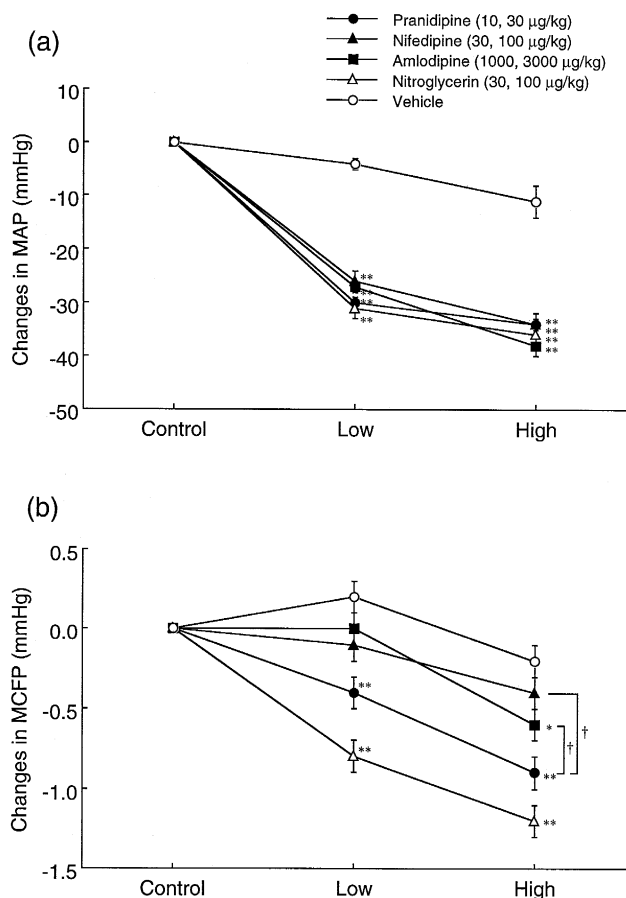 (a)
Pranidipine (10, 30 μg/kg)
Nifedipine (30, 100 μg/kg)
Amlodipine (1000, 3000 μg/kg)
Nitroglycerin (30, 100 μg/kg)
Vehicle
Changes in MAP (mmHg)
10
0
-10
-20
-30
-40
-50
**
**
**
**
**
**
**
**
Control Low High
(b)
Changes in MCFP (mmHg)
0.5
0.0
-0.5
-1.0
-1.5
**
**
*
**
**
†
†
Control Low High